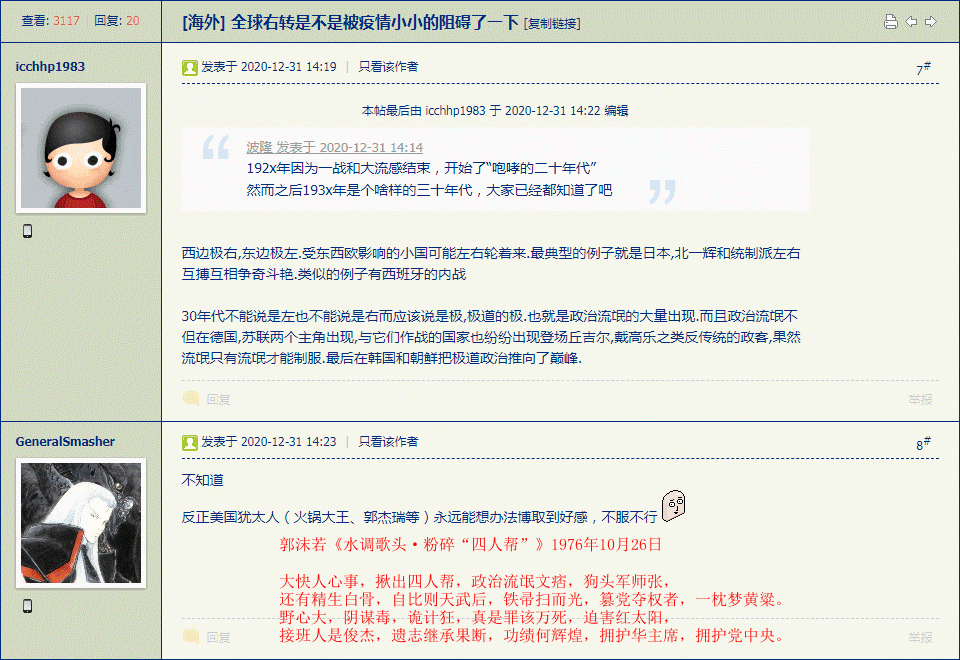 查看: 3117 | 回复: 20
[海外] 全球右转是不是被疫情小小的阻碍了一下 [复制链接]
icchhp1983
发表于 2020-12-31 14:19 | 只看该作者
7#
本帖最后由 icchhp1983 于 2020-12-31 14:22 编辑
波隆 发表于 2020-12-31 14:14
192x年因为一战和大流感结束，开始了“咆哮的二十年代”
然而之后193x年是个啥样的三十年代，大家已经都知道了吧
西边极右,东边极左.受东西欧影响的小国可能左右轮着来.最典型的例子就是日本,北一辉和统制派左右
互搏互相争奇斗艳.类似的例子有西班牙的内战
30年代不能说是左也不能说是右而应该说是极,极道的极.也就是政治流氓的大量出现.而且政治流氓不
但在德国,苏联两个主角出现,与它们作战的国家也纷纷出现登场丘吉尔,戴高乐之类反传统的政客,果然
流氓只有流氓才能制服.最后在韩国和朝鲜把极道政治推向了巅峰.
回复
举报
GeneralSmasher
发表于 2020-12-31 14:23 | 只看该作者
8#
不知道
反正美国犹太人（火锅大王、郭杰瑞等）永远能想办法博取到好感，不服不行
郭沫若《水调歌头·粉碎“四人帮”》1976年10月26日
大快人心事，揪出四人帮，政治流氓文痞，狗头军师张，
还有精生白骨，自比则天武后，铁帚扫而光，篡党夺权者，一枕梦黄粱。
野心大，阴谋毒，诡计狂，真是罪该万死，迫害红太阳，
接班人是俊杰，遗志继承果断，功绩何辉煌，拥护华主席，拥护党中央。
回复
举报